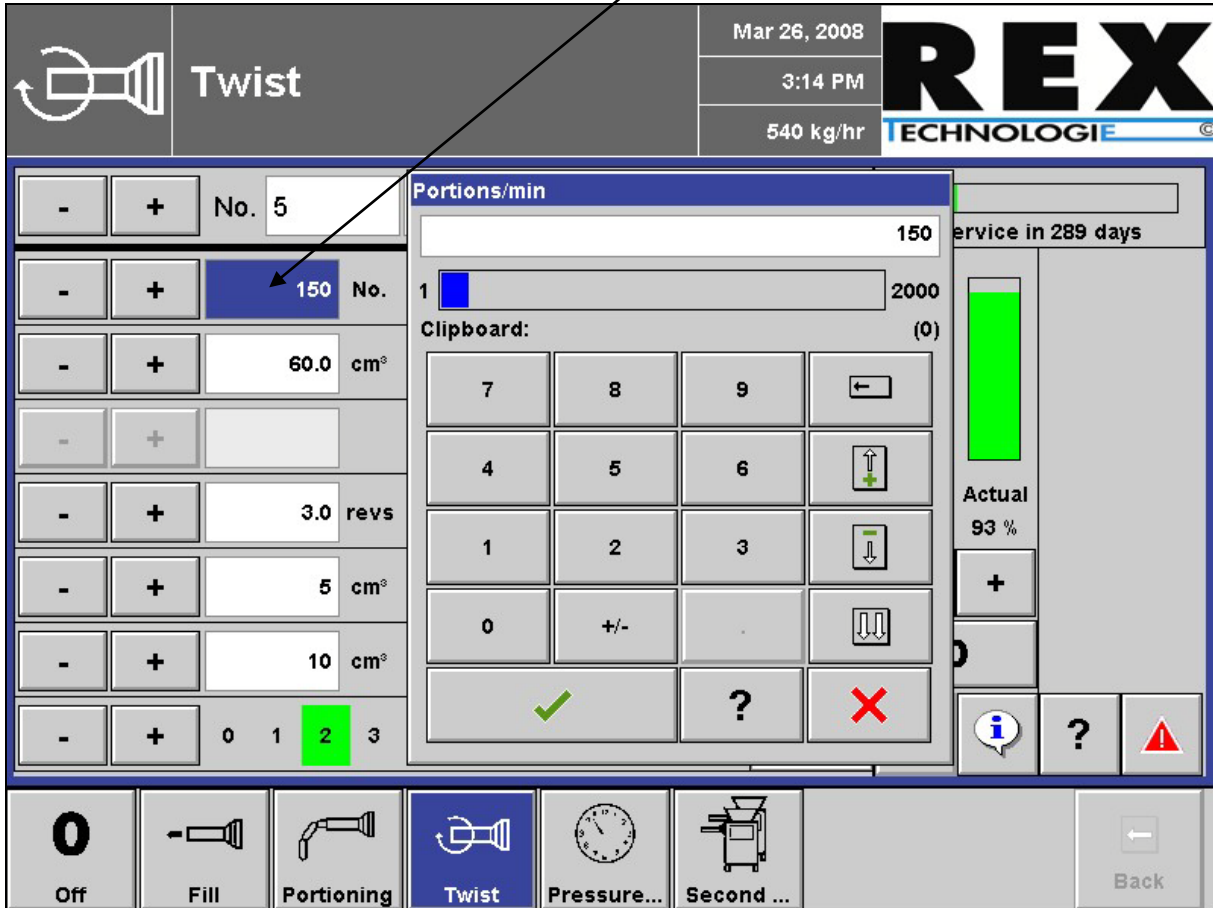 Twist
Mar 26, 2008
3:14 PM
540 kg/hr
REX
TECHNOLOGIE ©
- + No. 5
ervice in 289 days
- + 150 No.
- + 60.0 cm³
- +
- + 3.0 revs
- + 5 cm³
- + 10 cm³
- + 0 1 2 3
Portions/min
150
1 2000
Clipboard: (0)
7 8 9
4 5 6
1 2 3
0 +/- .
?
Actual
93 %
+
?
0 Off
Fill
Portioning
Twist
Pressure...
Second ...
Back